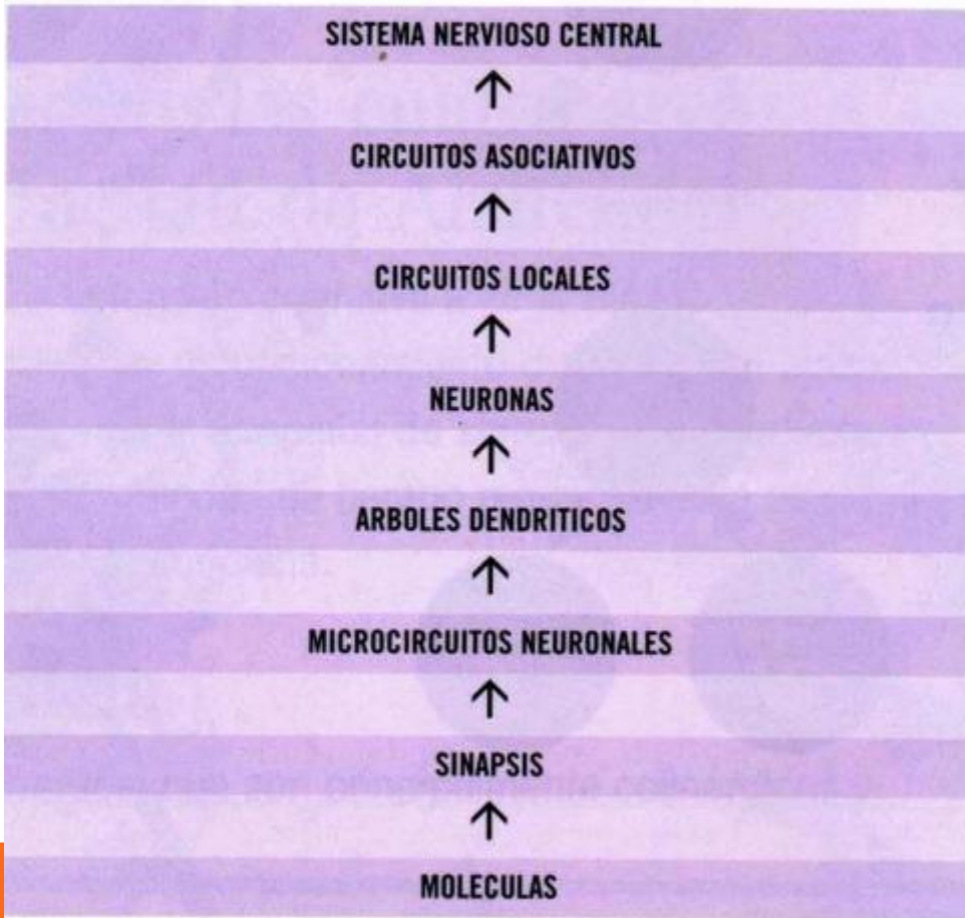 SISTEMA NERVIOSO CENTRAL
↑
CIRCUITOS ASOCIATIVOS
↑
CIRCUITOS LOCALES
↑
NEURONAS
↑
ARBOLES DENDRITICOS
↑
MICROCIRCUITOS NEURONALES
↑
SINAPSIS
↑
MOLECULAS